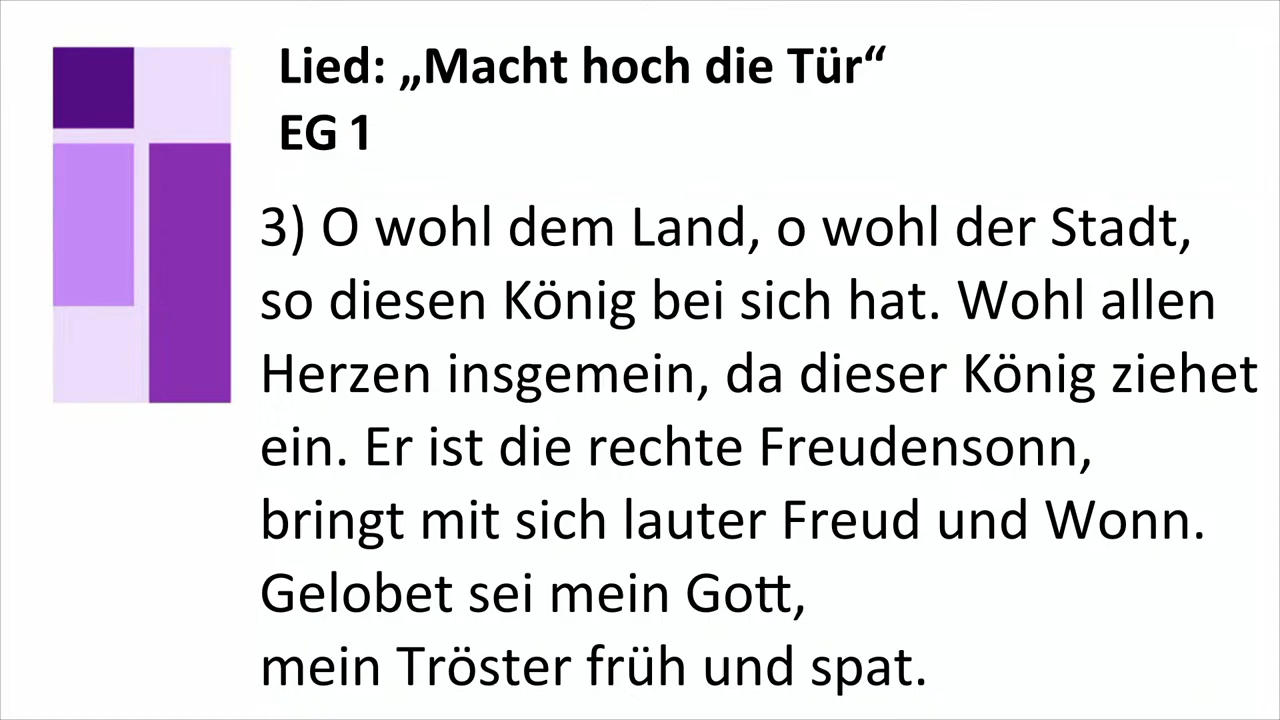 Lied: „Macht hoch die Tür“
EG 1
3) O wohl dem Land, o wohl der Stadt,
so diesen König bei sich hat. Wohl allen
Herzen insgemein, da dieser König ziehet
ein. Er ist die rechte Freudensonn,
bringt mit sich lauter Freud und Wonn.
Gelobet sei mein Gott,
mein Tröster früh und spat.